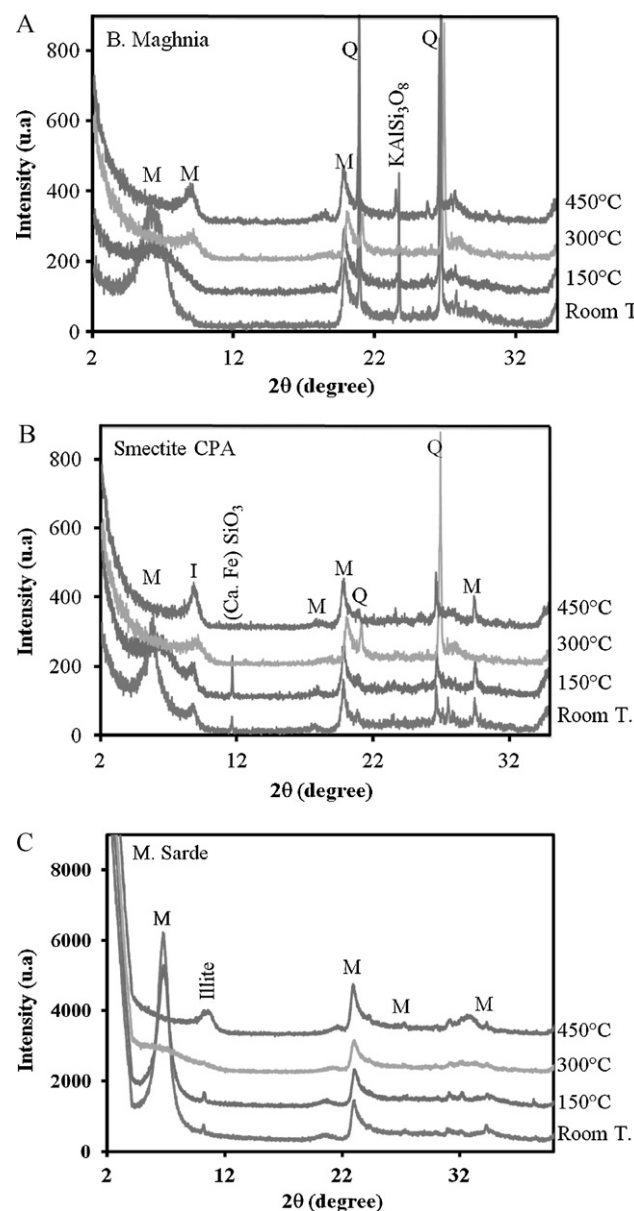 A
B. Maghnia
Intensity (u.a)
800
600
400
200
0
M
M
M
Q
KAlSi₃O₈
Q
450°C
300°C
150°C
Room T
2
12
22
32
2θ (degree)
B
Smectite CPA
Intensity (u.a)
800
600
400
200
0
M
I
(Ca. Fe) SiO₃
M
M
Q
Q
M
450°C
300°C
150°C
Room T.
2
12
22
32
2θ (degree)
C
M. Sarde
Intensity (u.a)
8000
6000
4000
2000
0
M
Illite
M
M
M
450°C
300°C
150°C
Room T.
2
12
22
32
2θ (degree)